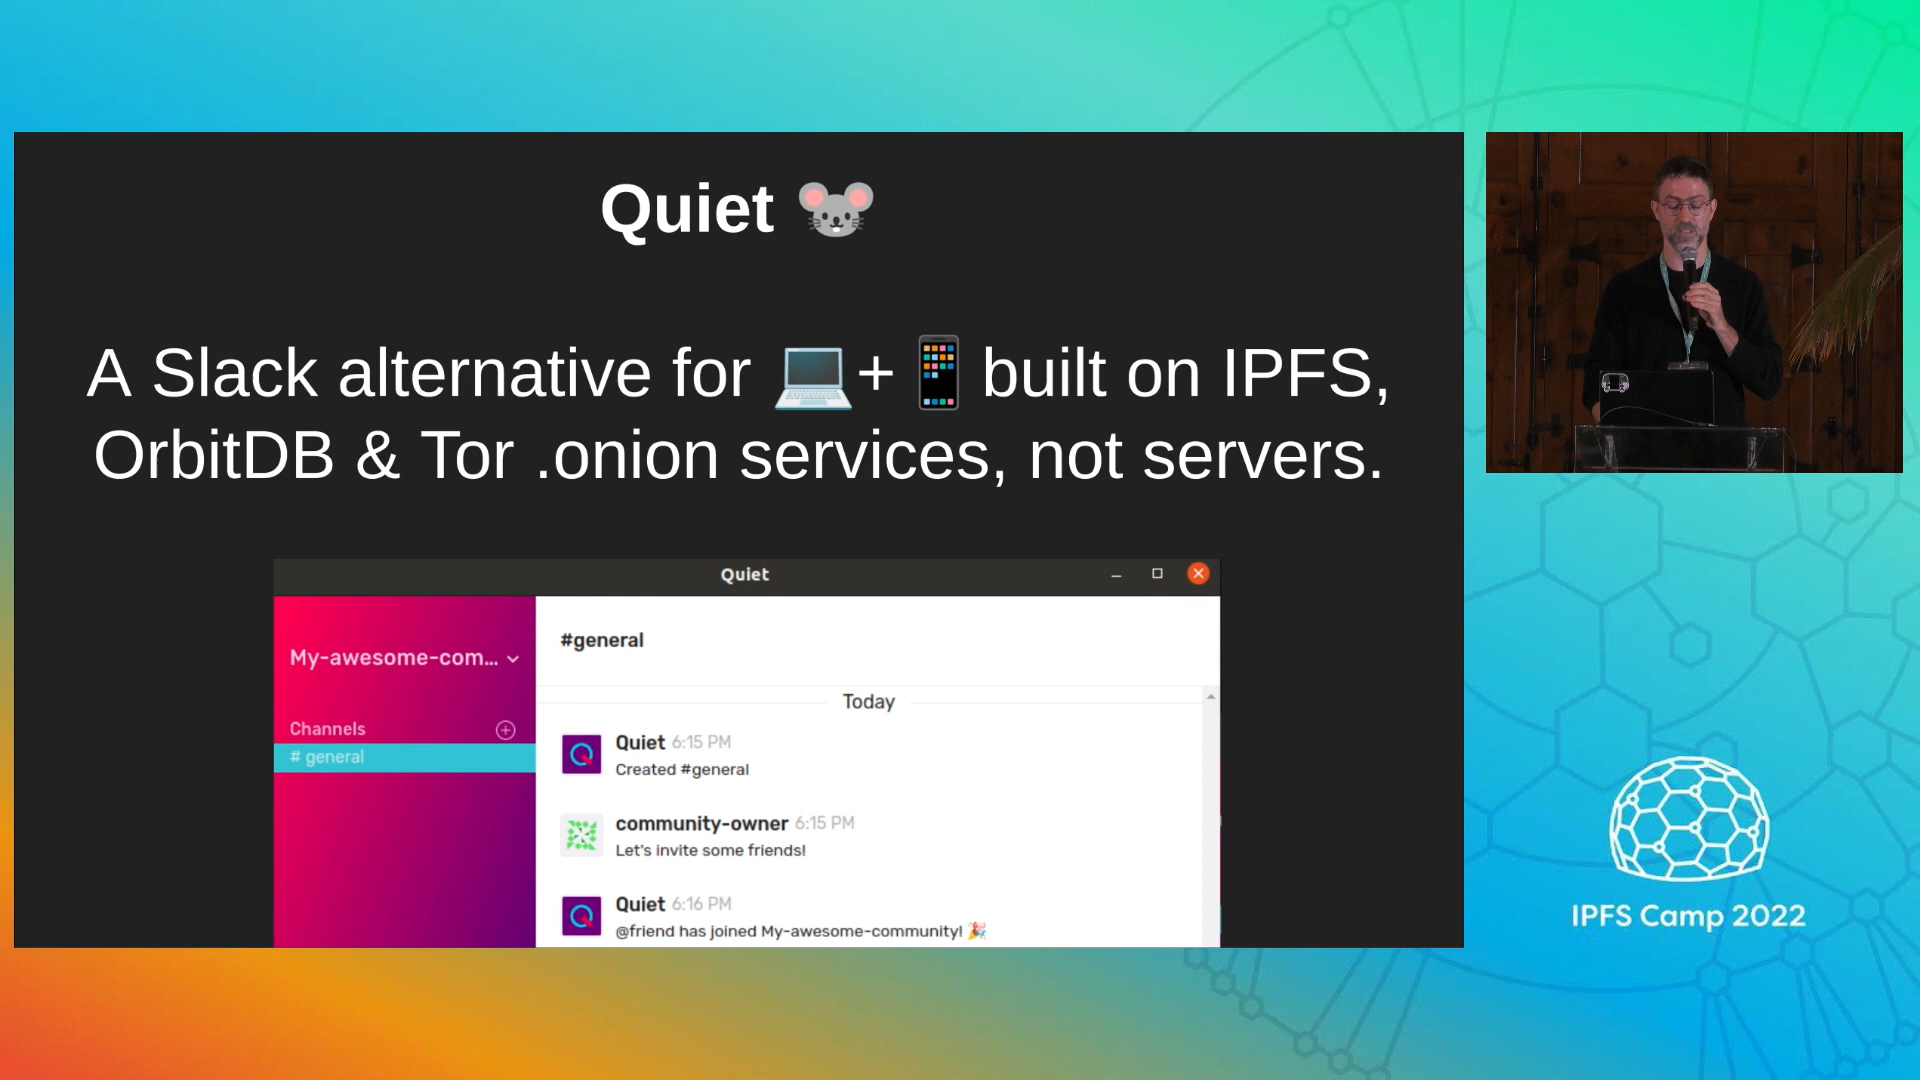 Quiet 🐭
A Slack alternative for 💻+📱 built on IPFS,
OrbitDB & Tor .onion services, not servers.
Quiet
My-awesome-com...
Channels
# general
#general
Today
Quiet 6:15 PM
Created #general
community-owner 6:15 PM
Let's invite some friends!
Quiet 6:16 PM
@friend has joined My-awesome-community! 🎉
IPFS Camp 2022